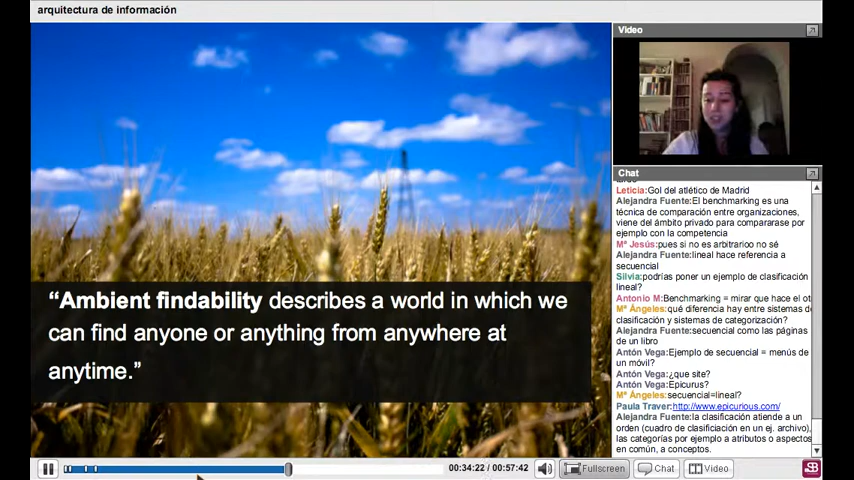 arquitectura de información
“Ambient findability describes a world in which we
can find anyone or anything from anywhere at
anytime.”
Video
Chat
Leticia:Gol del atlético de Madrid
Alejandra Fuente:El benchmarking es una
técnica de comparación entre organizaciones,
viene del ámbito privado para compararase por
ejemplo con la competencia
Mª Jesús:pues si no es arbitrarioo no sé
Alejandra Fuente:lineal hace referencia a
secuencial
Silvia:podrías poner un ejemplo de clasificación
lineal?
Antonio M:Benchmarking = mirar que hace el ot
Mª Ángeles:qué diferencia hay entre sistemas de
clasificación y sistemas de categorización?
Alejandra Fuente:secuencial como las páginas
de un libro
Antón Vega:Ejemplo de secuencial = menús de
un móvil?
Antón Vega:¿que site?
Antón Vega:Epicurus?
Mª Ángeles:secuencial=lineal?
Paula Traver:http://www.epicurious.com/
Alejandra Fuente:la clasificación atiende a un
orden (cuadro de clasificiación en un ej. archivo),
las categorías por ejemplo a atributos o aspectos
en común, a conceptos.
00:34:22 / 00:57:42
Fullscreen
Chat
Video
SB